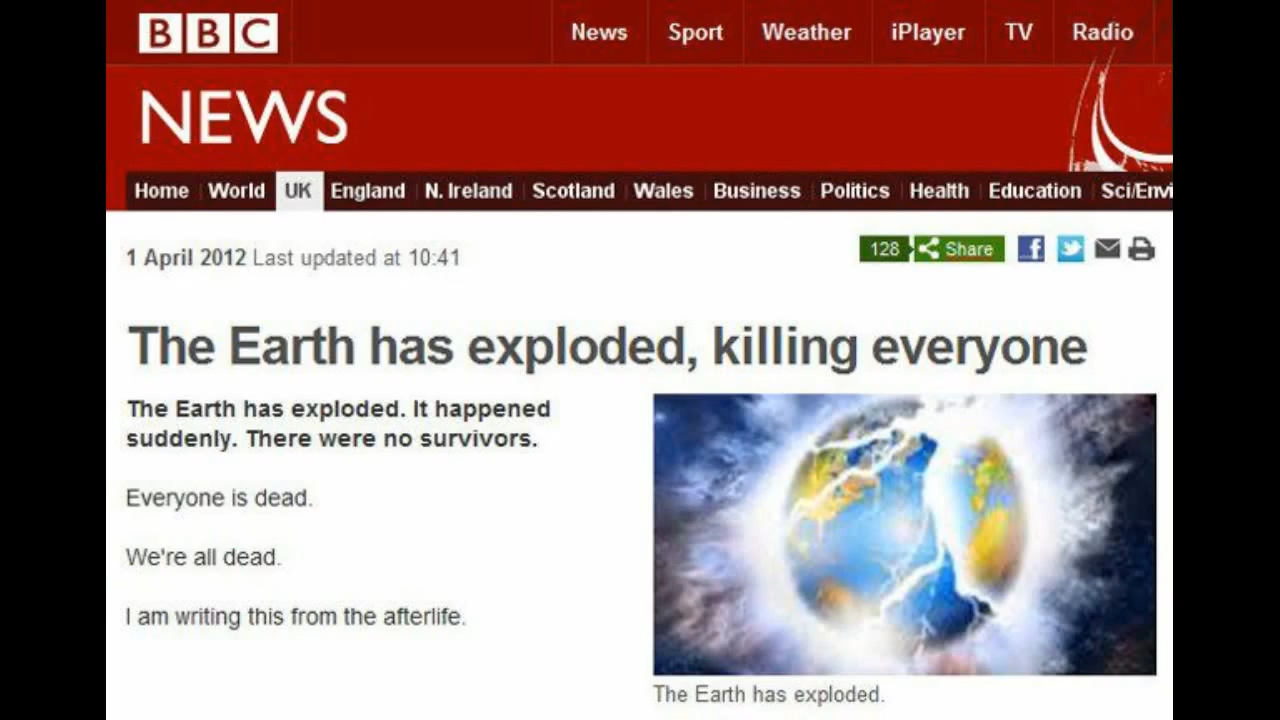 BBC
News Sport Weather iPlayer TV Radio
NEWS
Home World UK England N. Ireland Scotland Wales Business Politics Health Education Sci/Envi
1 April 2012 Last updated at 10:41
128 Share
The Earth has exploded, killing everyone
The Earth has exploded. It happened
suddenly. There were no survivors.
Everyone is dead.
We're all dead.
I am writing this from the afterlife.
The Earth has exploded.